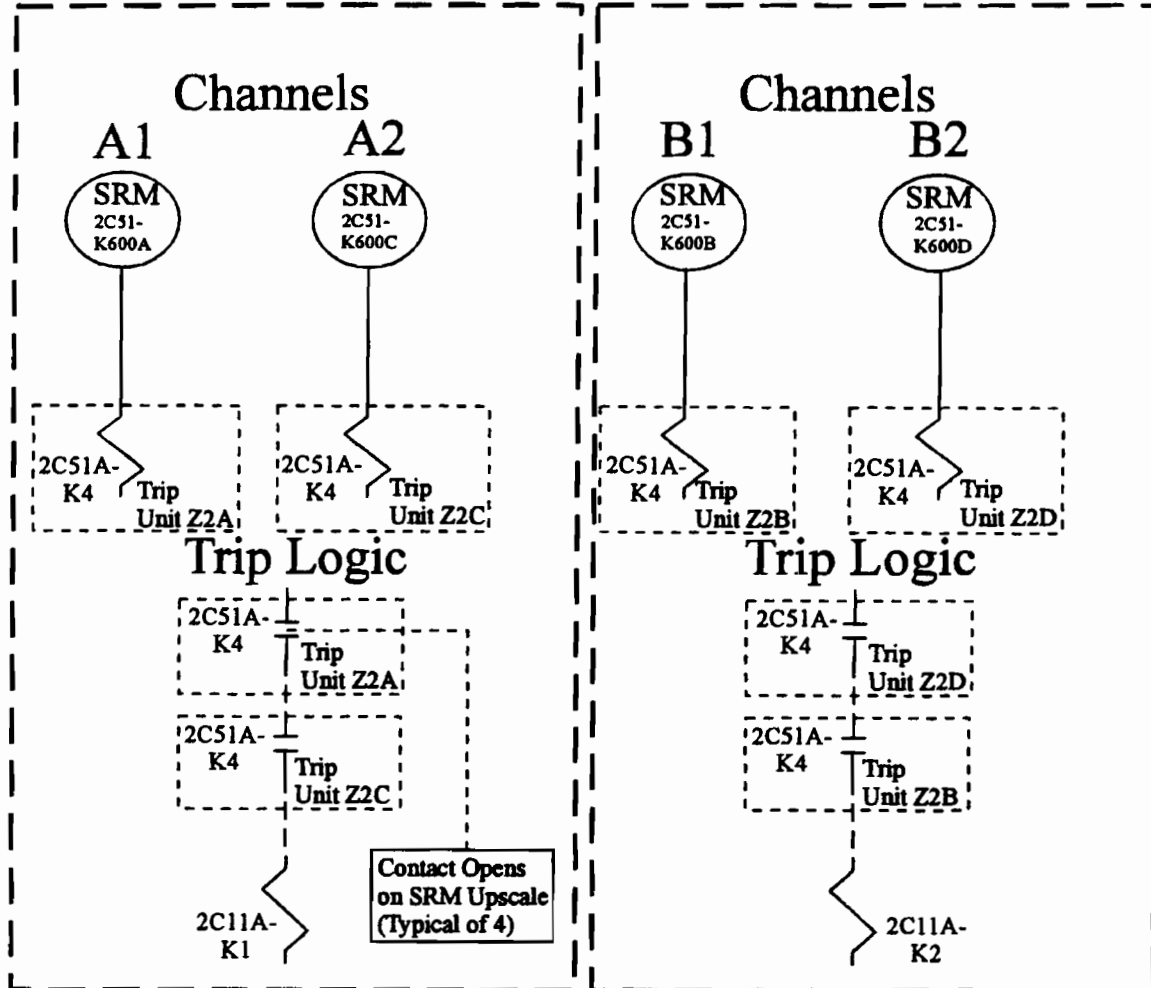 Channels
A1 A2
SRM
2C51-
K600A
SRM
2C51-
K600C
2C51A-
K4
Trip
Unit Z2A
2C51A-
K4
Trip
Unit Z2C
Trip Logic
2C51A-
K4
Trip
Unit Z2A
2C51A-
K4
Trip
Unit Z2C
Contact Opens
on SRM Upscale
(Typical of 4)
2C11A-
K1
Channels
B1 B2
SRM
2C51-
K600B
SRM
2C51-
K600D
2C51A-
K4
Trip
Unit Z2B
2C51A-
K4
Trip
Unit Z2D
Trip Logic
2C51A-
K4
Trip
Unit Z2D
2C51A-
K4
Trip
Unit Z2B
2C11A-
K2